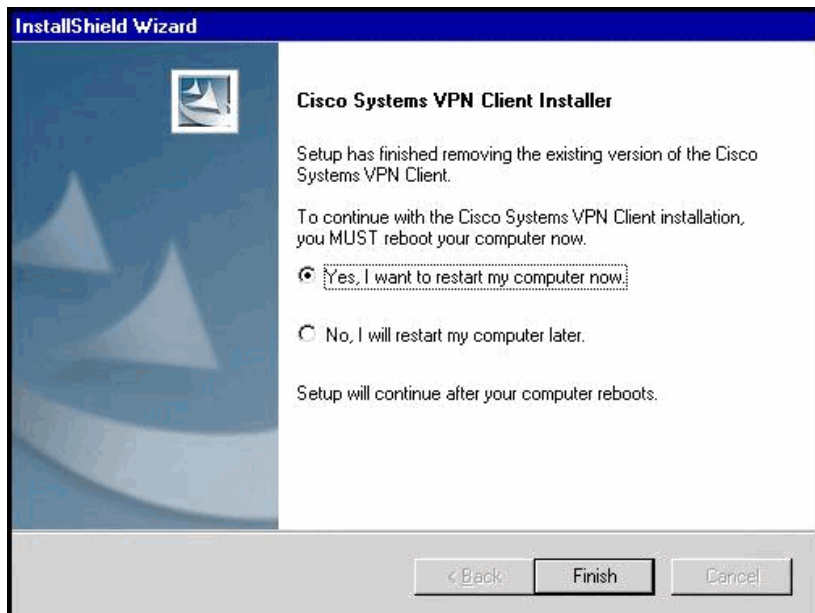 InstallShield Wizard
Cisco Systems VPN Client Installer
Setup has finished removing the existing version of the Cisco
Systems VPN Client.
To continue with the Cisco Systems VPN Client installation,
you MUST reboot your computer now.
Yes, I want to restart my computer now.
No, I will restart my computer later.
Setup will continue after your computer reboots.
< Back
Finish
Cancel